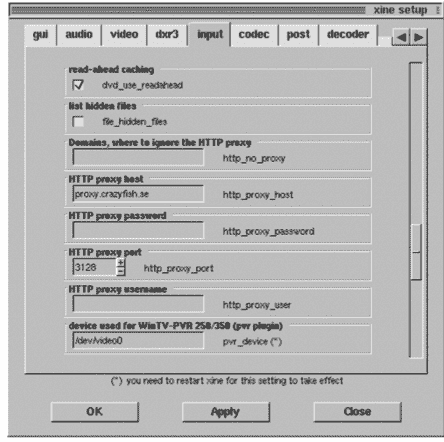 xine setup
gui audio video dxr3 input codec post decoder
read-ahead caching
dvd_use_readahead
list hidden files
file_hidden_files
Domains, where to ignore the HTTP proxy
http_no_proxy
HTTP proxy host
proxy.crazyfish.se http_proxy_host
HTTP proxy password
http_proxy_password
HTTP proxy port
3128 http_proxy_port
HTTP proxy username
http_proxy_user
device used for WinTV-PVR 250/350 (pvr plugin)
/dev/video0 pvr_device (*)
(*) you need to restart xine for this setting to take effect
OK Apply Close